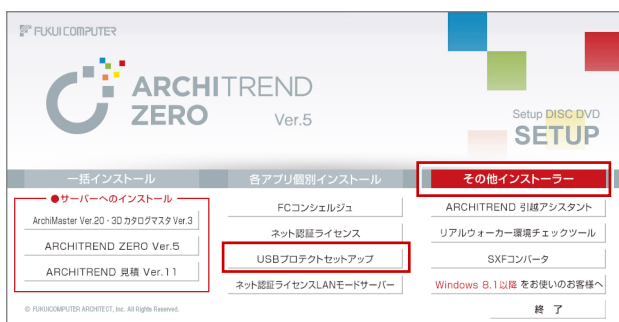 FUKUI COMPUTER
ARCHITREND
ZERO Ver.5
Setup DISC DVD
SETUP
一括インストール
各アプリ個別インストール
その他インストーラー
●サーバーへのインストール
ArchiMaster Ver.20・3D カタログマスタ Ver.3
ARCHITREND ZERO Ver.5
ARCHITREND 見積 Ver.11
FCコンシェルジュ
ネット認証ライセンス
USBプロテクトセットアップ
ネット認証ライセンスLANモードサーバー
ARCHITREND 引越アシスタント
リアルウォーカー環境チェックツール
SXFコンバータ
Windows 8.1以降 をお使いのお客様へ
終 了
© FUKUICOMPUTER ARCHITECT, Inc. All Rights Reserved.